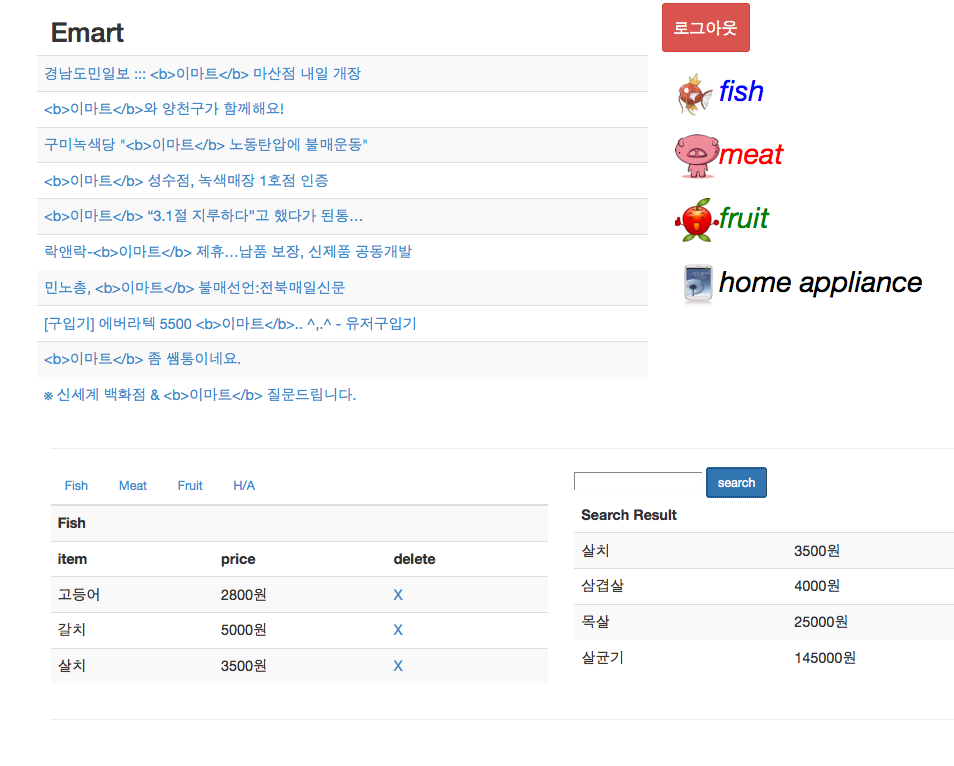 Emart
로그아웃
경남도민일보 ::: <b>이마트</b> 마산점 내일 개장
<b>이마트</b>와 양천구가 함께해요!
구미녹색당 "<b>이마트</b> 노동탄압에 불매운동"
<b>이마트</b> 성수점, 녹색매장 1호점 인증
<b>이마트</b> “3.1절 지루하다”고 했다가 된통…
락앤락-<b>이마트</b> 제휴…납품 보장, 신제품 공동개발
민노총, <b>이마트</b> 불매선언:전북매일신문
[구입기] 에버라텍 5500 <b>이마트</b>.. ^,.^ - 유저구입기
<b>이마트</b> 좀 쌤통이네요.
※ 신세계 백화점 & <b>이마트</b> 질문드립니다.
fish
meat
fruit
home appliance
Fish Meat Fruit H/A
Fish
item price delete
고등어 2800원 X
갈치 5000원 X
살치 3500원 X
search
Search Result
살치 3500원
삼겹살 4000원
목살 25000원
살균기 145000원